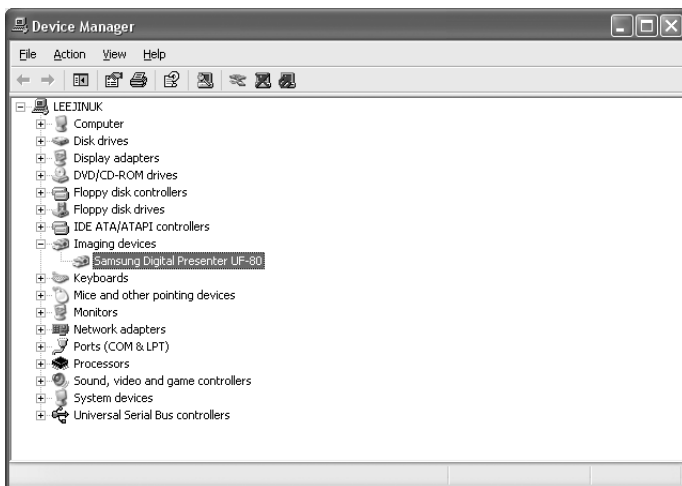 Device Manager
File Action View Help
LEEJINUK
Computer
Disk drives
Display adapters
DVD/CD-ROM drives
Floppy disk controllers
Floppy disk drives
IDE ATA/ATAPI controllers
Imaging devices
Samsung Digital Presenter UF-80
Keyboards
Mice and other pointing devices
Monitors
Network adapters
Ports (COM & LPT)
Processors
Sound, video and game controllers
System devices
Universal Serial Bus controllers